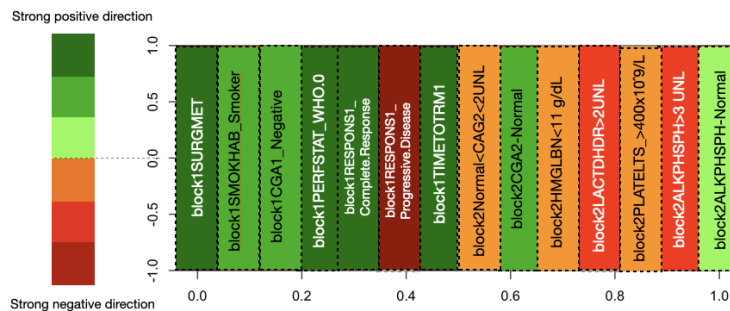 Strong positive direction
Strong negative direction
1.0
0.5
0.0
-0.5
-1.0
block1SURGMET
block1SMOKHAB_Smoker
block1CGA1_Negative
block1PERFSTAT_WHO.0
block1RESPONS1_
Complete.Response
block1RESPONS1_
Progressive.Disease
block1TIMETOTRM1
block2Normal<CAG2<2UNL
block2CGA2-Normal
block2HMGLBN<11 g/dL
block2LACTDHDR>2UNL
block2PLATELTS_>400x10'9/L
block2ALKPHSPH>3 UNL
block2ALKPHSPH-Normal
0.0
0.2
0.4
0.6
0.8
1.0